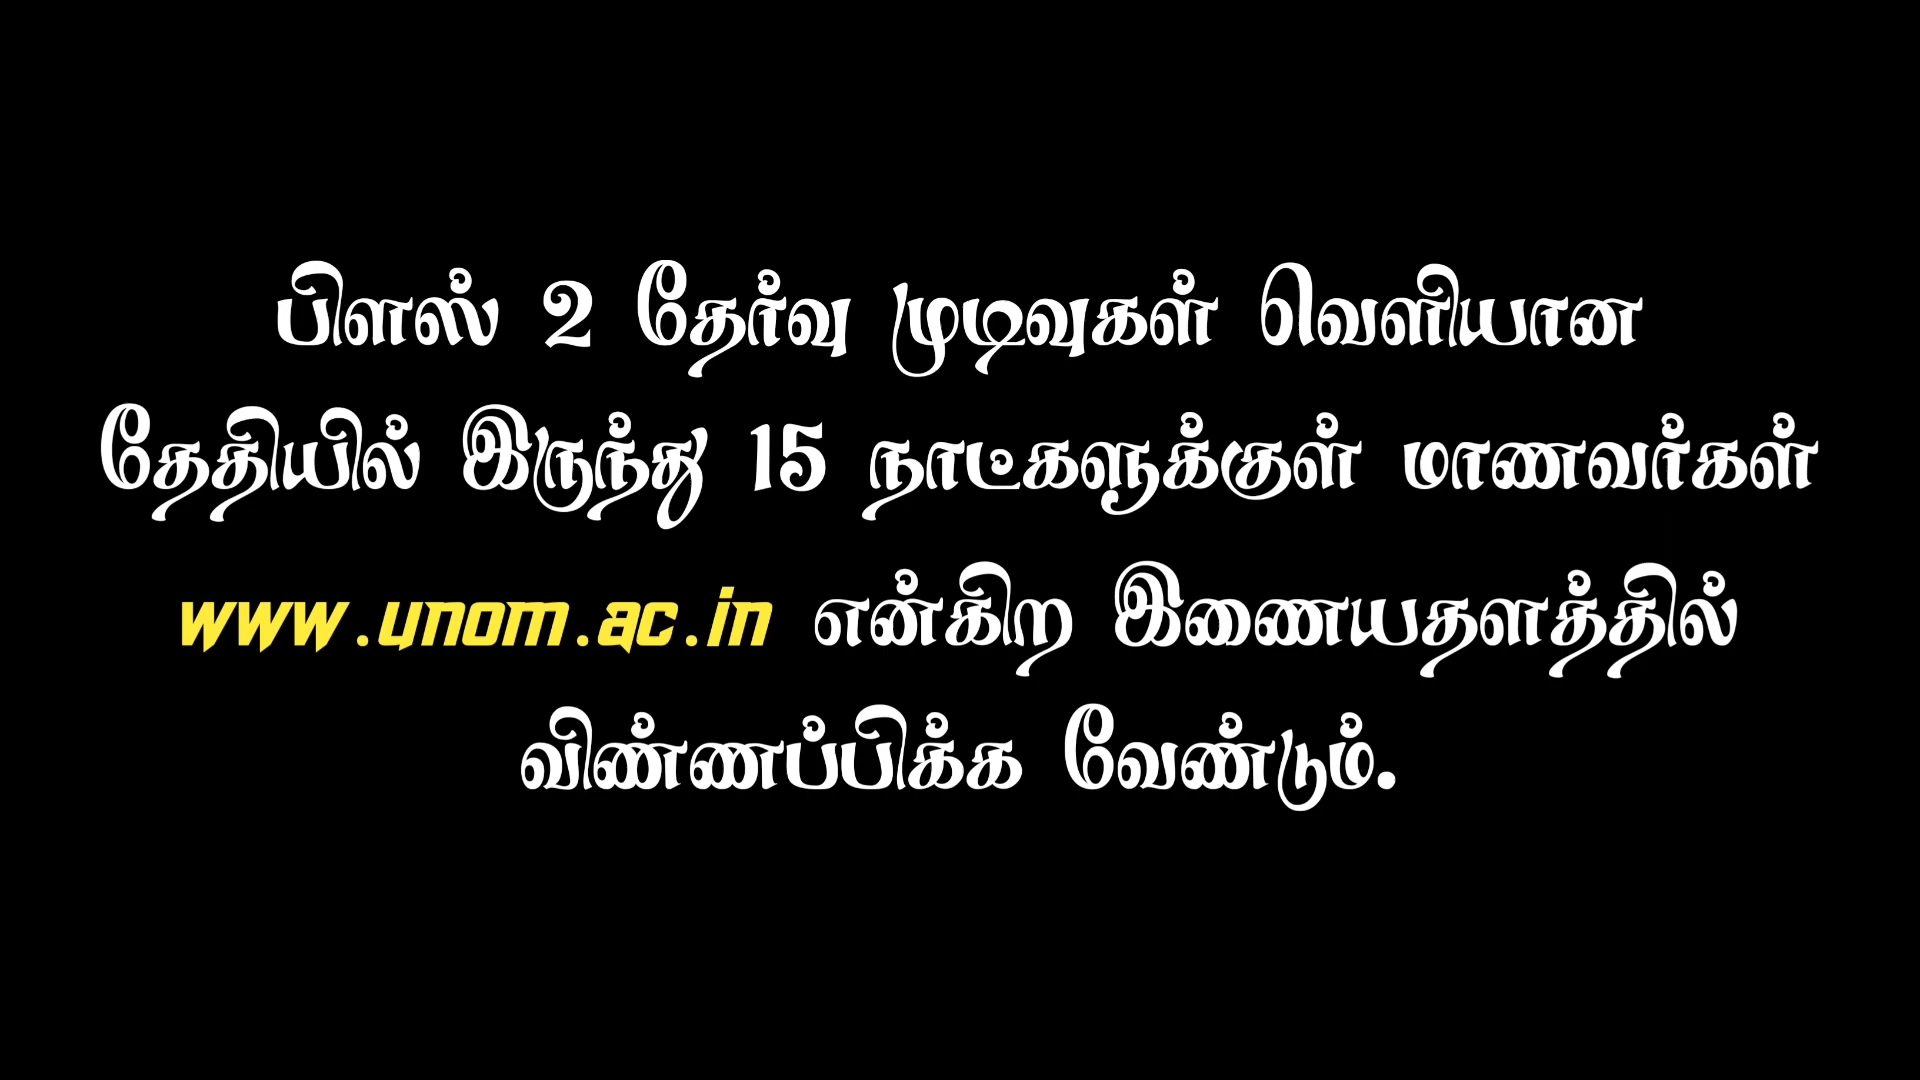 பிளஸ் 2 தேர்வு முடிவுகள் வெளியான
தேதியில் இருந்து 15 நாட்களுக்குள் மாணவர்கள்
www.unom.ac.in என்கிற இணையதளத்தில்
விண்ணப்பிக்க வேண்டும்.